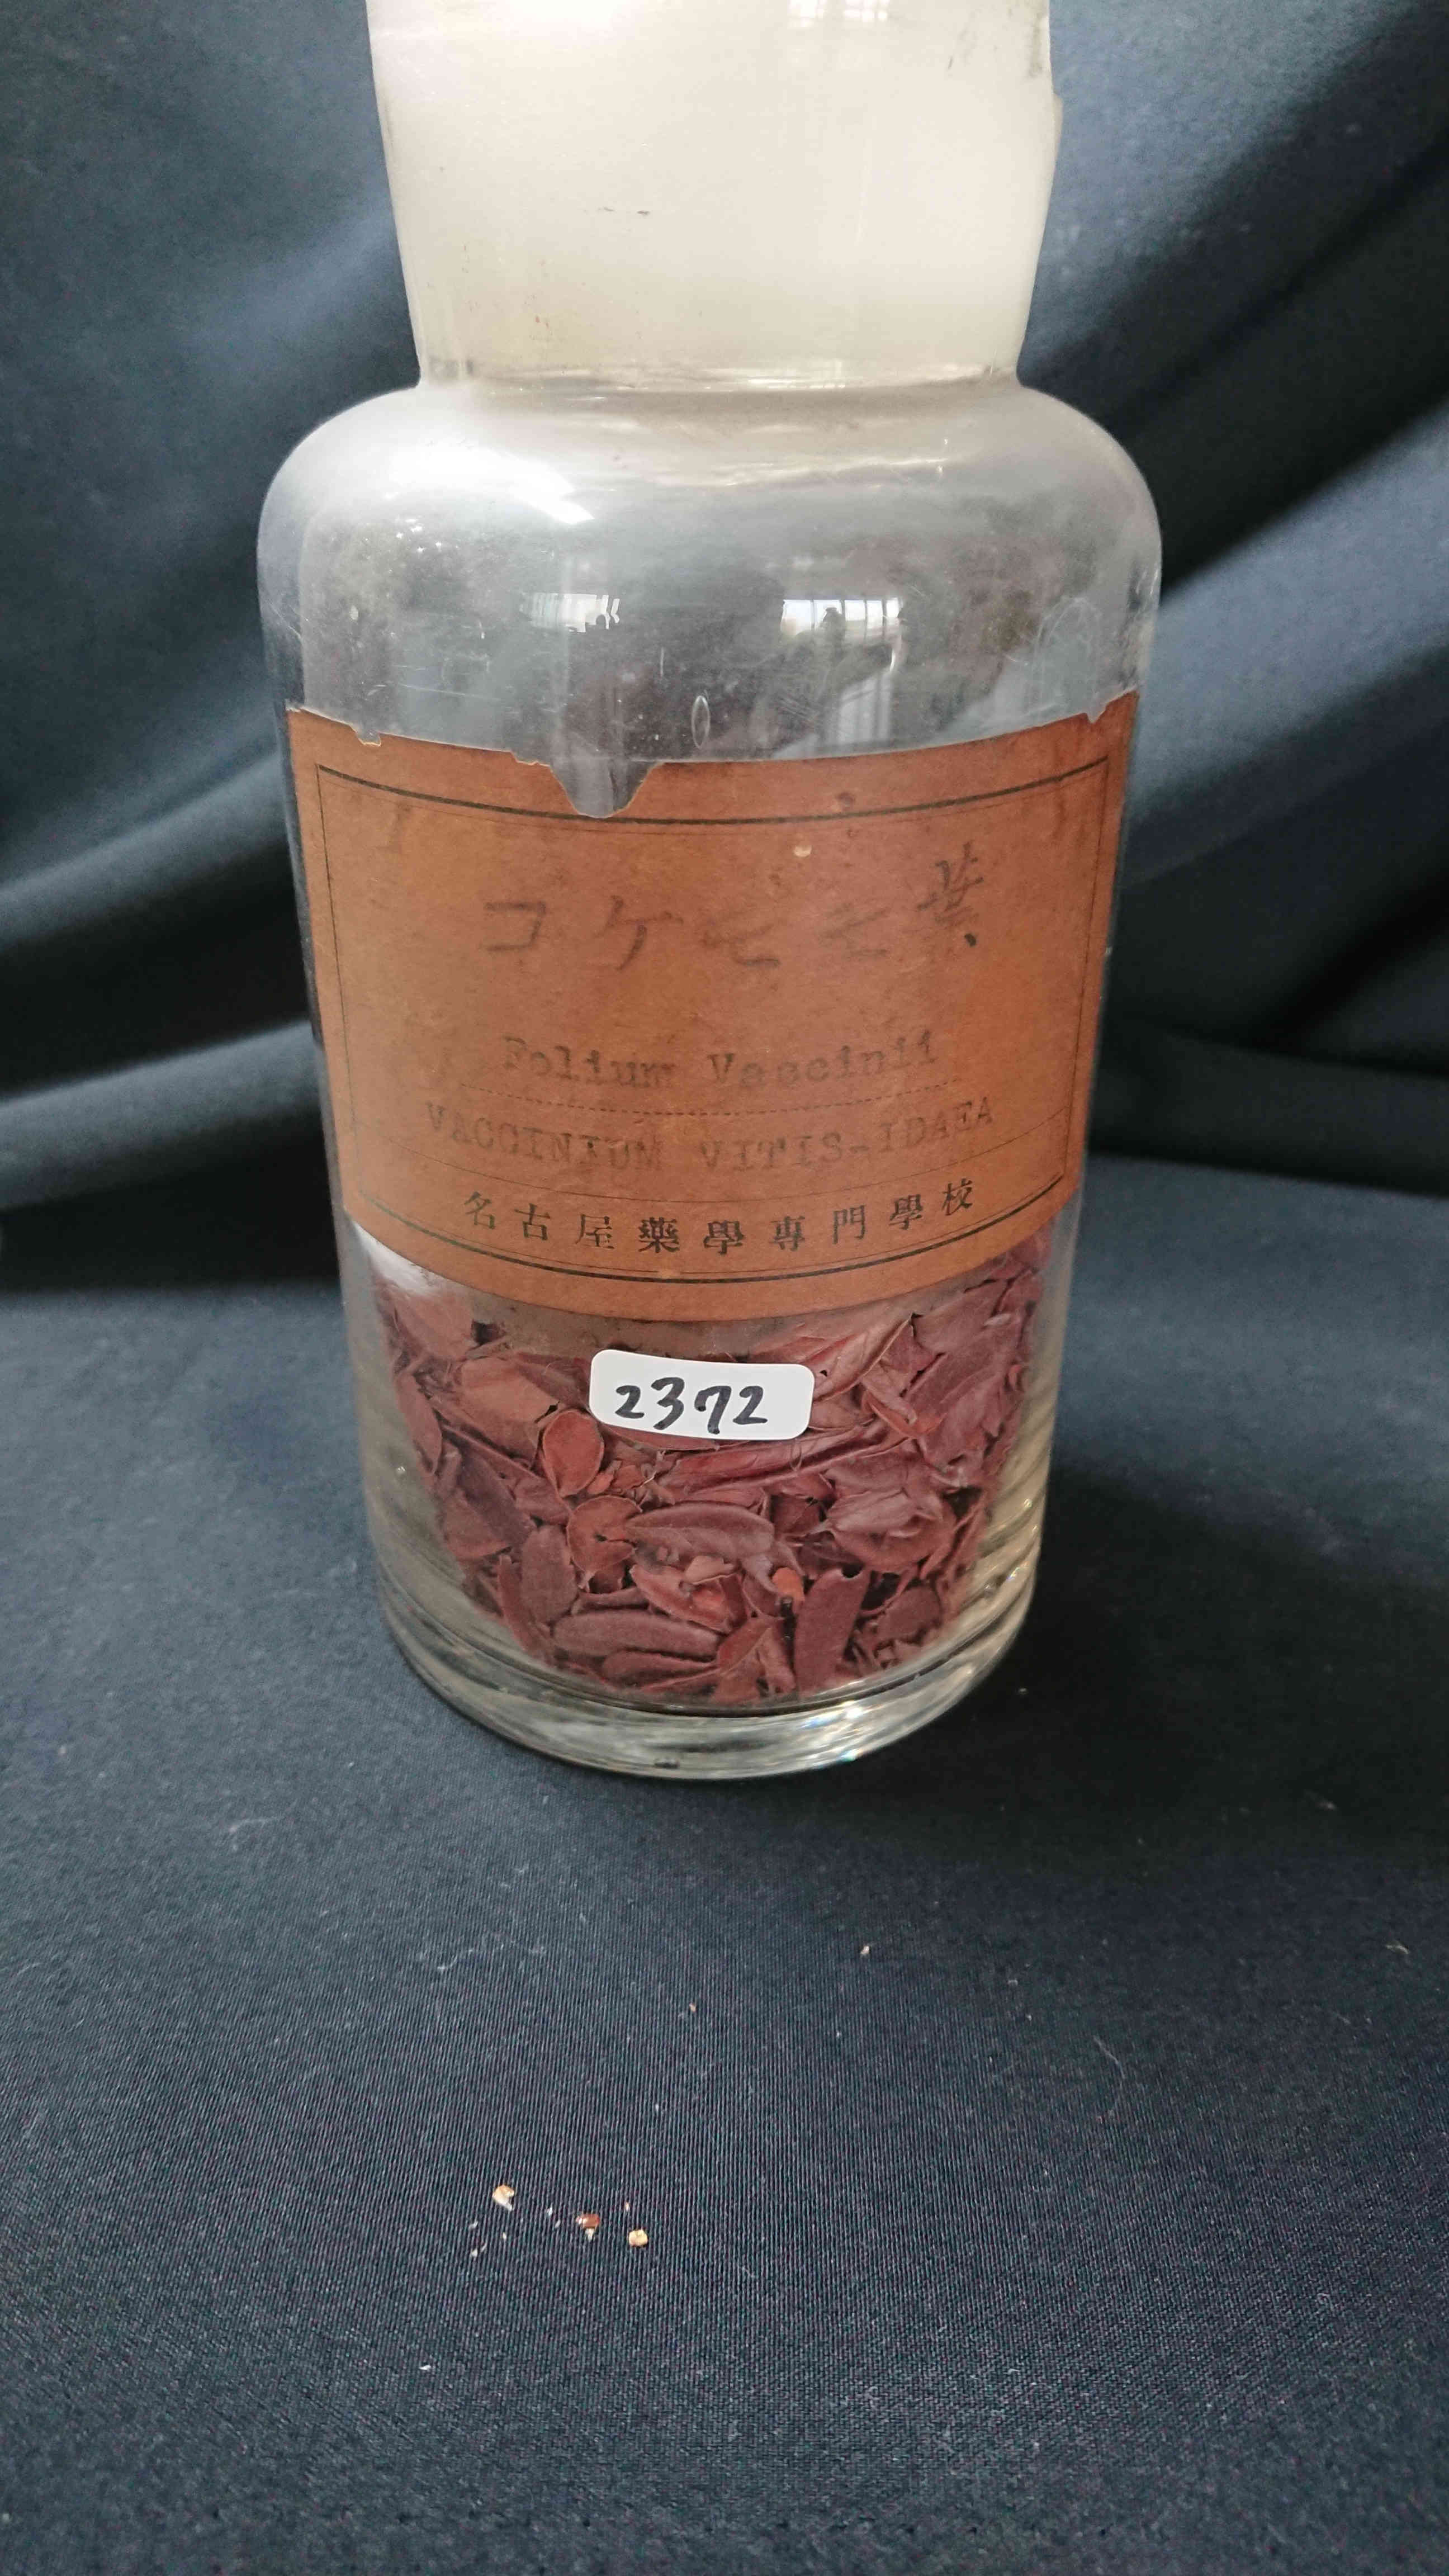 コケモモ葉
Folium Vaccinii
VACCINIUM VITIS-IDAEA
名古屋藥學專門學校
2372